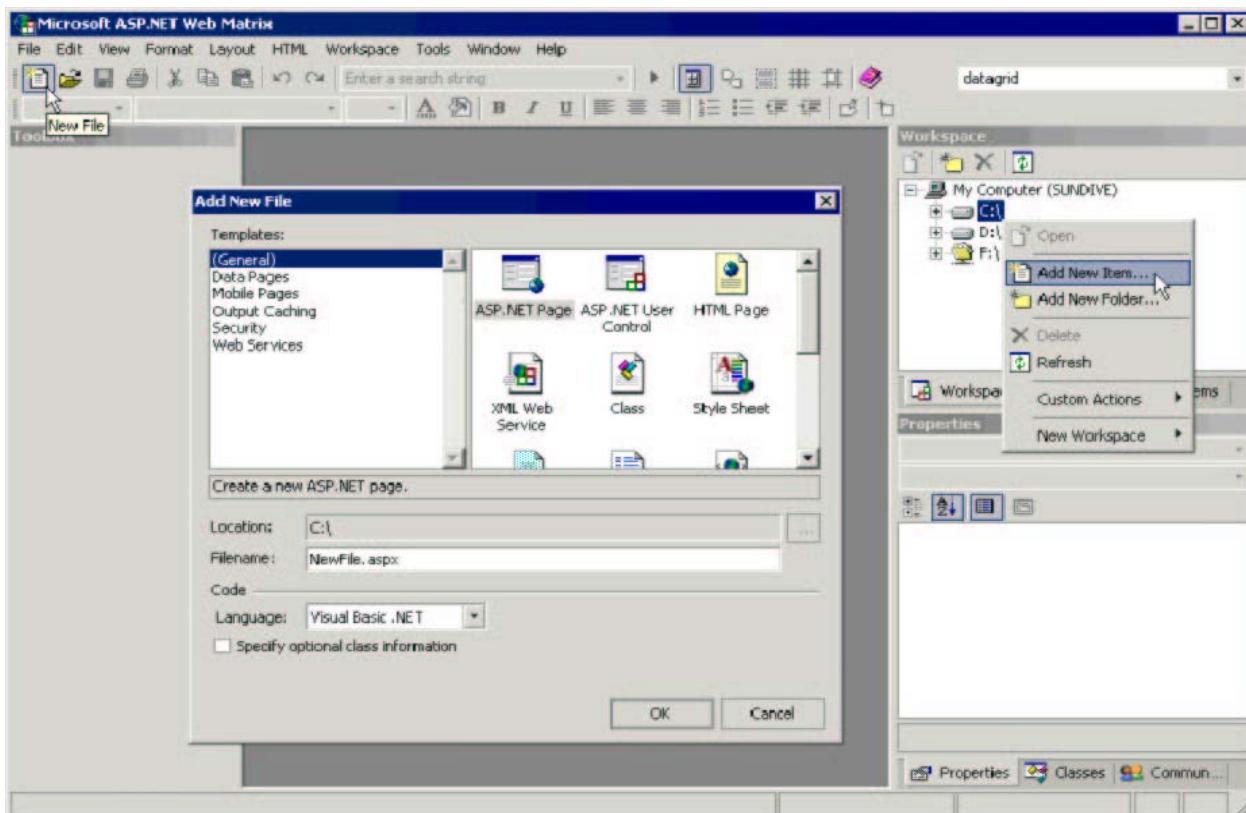 Microsoft ASP.NET Web Matrix
File Edit View Format Layout HTML Workspace Tools Window Help
Enter a search string
datagrid
B I U
New File
Workspace
My Computer (SUNDIVE)
C:\
D:\
F:\
Open
Add New Item...
Add New Folder...
Delete
Refresh
Custom Actions
New Workspace
Properties
Add New File
Templates:
(General)
Data Pages
Mobile Pages
Output Caching
Security
Web Services
ASP.NET Page
ASP.NET User Control
HTML Page
XML Web Service
Class
Style Sheet
Create a new ASP.NET page.
Location: C:\
Filename: NewFile.aspx
Code
Language: Visual Basic .NET
Specify optional class information
OK Cancel
Properties Classes Commun...